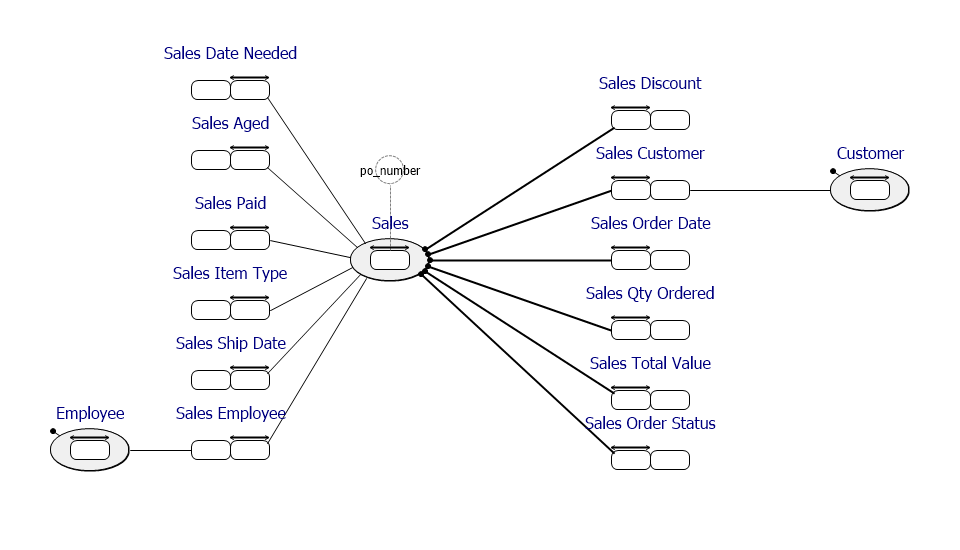 Sales Date Needed
Sales Aged
Sales Paid
Sales Item Type
Sales Ship Date
Sales Employee
Employee
po_number
Sales
Sales Discount
Sales Customer
Customer
Sales Order Date
Sales Qty Ordered
Sales Total Value
Sales Order Status